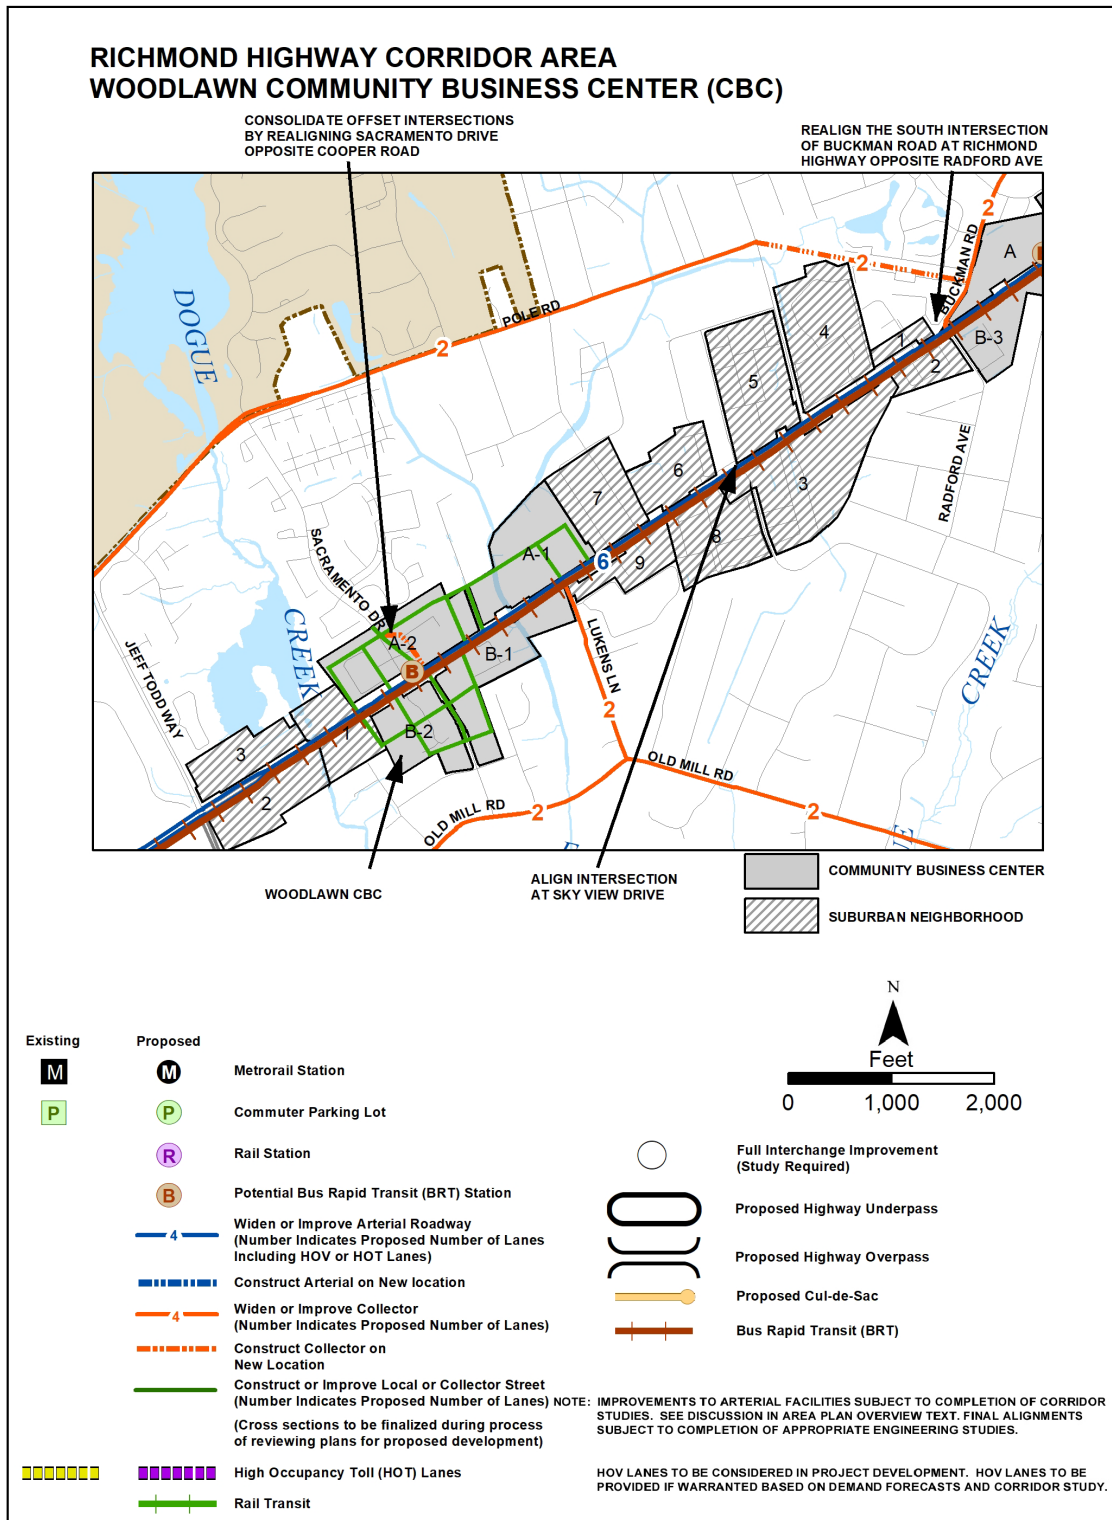 RICHMOND HIGHWAY CORRIDOR AREA
WOODLAWN COMMUNITY BUSINESS CENTER (CBC)
CONSOLIDATE OFFSET INTERSECTIONS
BY REALIGNING SACRAMENTO DRIVE
OPPOSITE COOPER ROAD
REALIGN THE SOUTH INTERSECTION
OF BUCKMAN ROAD AT RICHMOND
HIGHWAY OPPOSITE RADFORD AVE
2
BUCKMAN RD
A
2
DOGUE
POLE RD
2
4
1
2
B-3
5
3
RADFORD AVE
6
7
8
A-1
6
9
SACRAMENTO DR
A-2
B
B-1
LUKENS LN
CREEK
CREEK
JEFF TODD WAY
B-2
1
3
2
2
OLD MILL RD
OLD MILL RD
2
2
WOODLAWN CBC
ALIGN INTERSECTION
AT SKY VIEW DRIVE
COMMUNITY BUSINESS CENTER
SUBURBAN NEIGHBORHOOD
N
Feet
0 1,000 2,000
Existing Proposed
M M Metrorail Station
P P Commuter Parking Lot
R Rail Station
B Potential Bus Rapid Transit (BRT) Station
4 Widen or Improve Arterial Roadway
(Number Indicates Proposed Number of Lanes
Including HOV or HOT Lanes)
Construct Arterial on New location
4 Widen or Improve Collector
(Number Indicates Proposed Number of Lanes)
Construct Collector on
New Location
Construct or Improve Local or Collector Street
(Number Indicates Proposed Number of Lanes)
(Cross sections to be finalized during process
of reviewing plans for proposed development)
High Occupancy Toll (HOT) Lanes
Rail Transit
Full Interchange Improvement
(Study Required)
Proposed Highway Underpass
Proposed Highway Overpass
Proposed Cul-de-Sac
Bus Rapid Transit (BRT)
NOTE: IMPROVEMENTS TO ARTERIAL FACILITIES SUBJECT TO COMPLETION OF CORRIDOR
STUDIES. SEE DISCUSSION IN AREA PLAN OVERVIEW TEXT. FINAL ALIGNMENTS
SUBJECT TO COMPLETION OF APPROPRIATE ENGINEERING STUDIES.
HOV LANES TO BE CONSIDERED IN PROJECT DEVELOPMENT. HOV LANES TO BE
PROVIDED IF WARRANTED BASED ON DEMAND FORECASTS AND CORRIDOR STUDY.